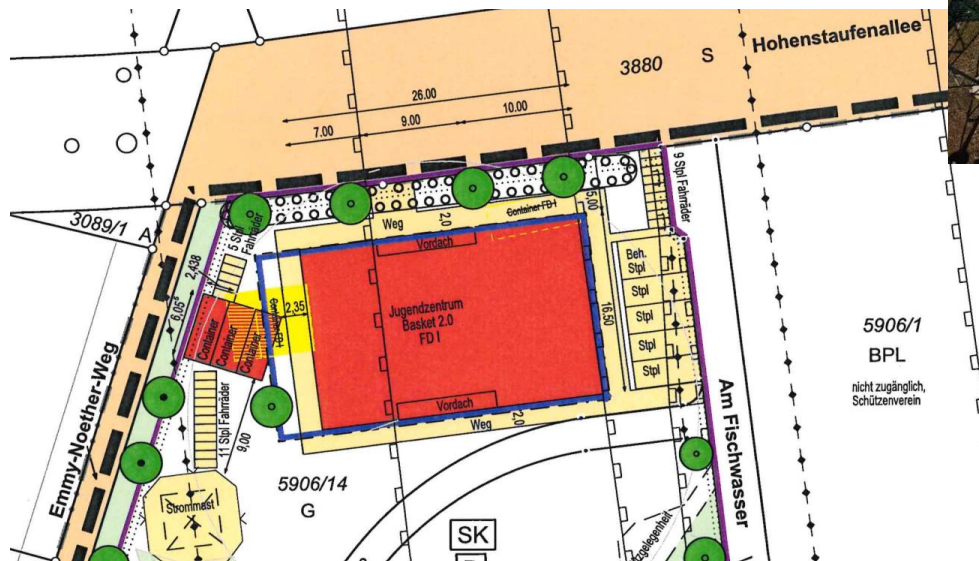 Hohenstaufenallee
3880
S
26.00
7.00
9.00
10.00
9 Stpl Fahrräder
3089/1
A
5 Stpl
Fahrräder
Weg
2,0
Container FD I
5,00
2,438
6,05⁵
Vordach
Beh.
Stpl
Stpl
Stpl
Stpl
Stpl
Container
Container
Container
2,35
Jugendzentrum
Basket 2.0
FD I
16,50
5906/1
BPL
nicht zugänglich,
Schützenverein
Emmy-Noether-Weg
11 Stpl Fahrräder
9,00
Vordach
Weg
2,0
Am Fischwasser
5906/14
G
Strommast
SK